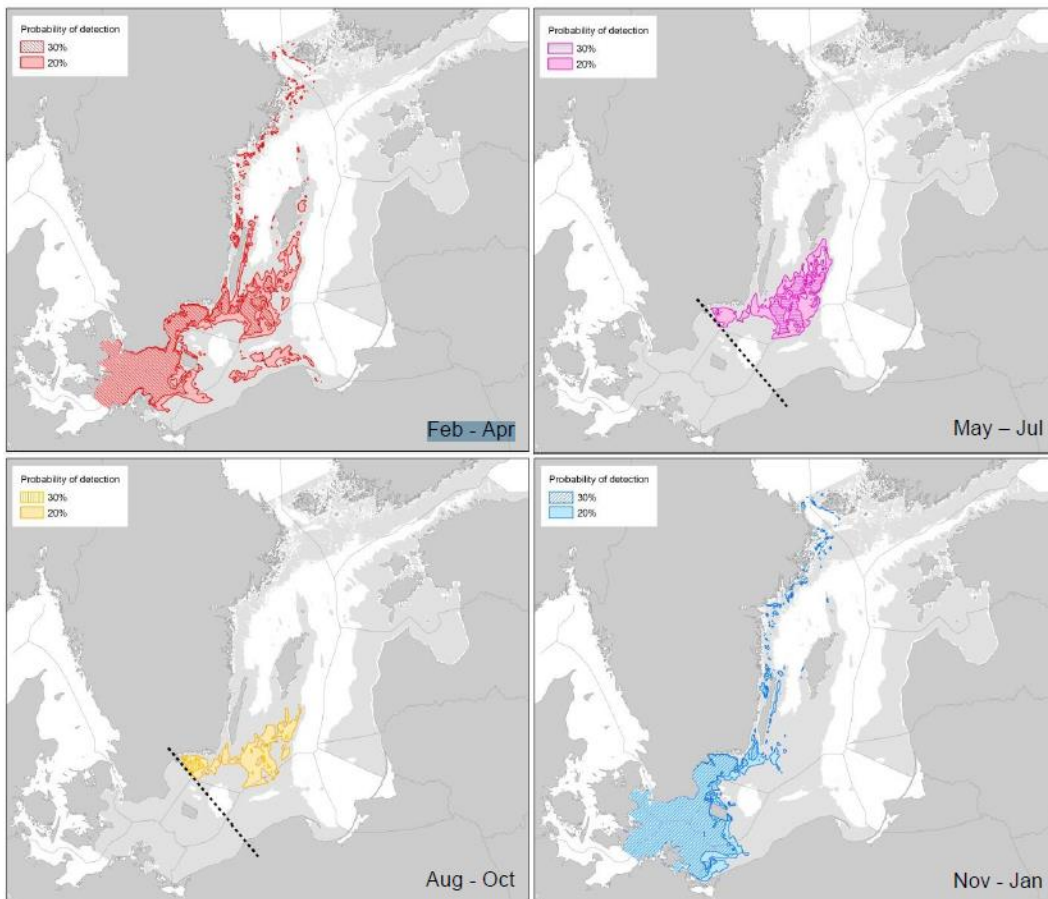 Probability of detection
30%
20%
Feb - Apr
Probability of detection
30%
20%
May – Jul
Probability of detection
30%
20%
Aug - Oct
Probability of detection
30%
20%
Nov - Jan